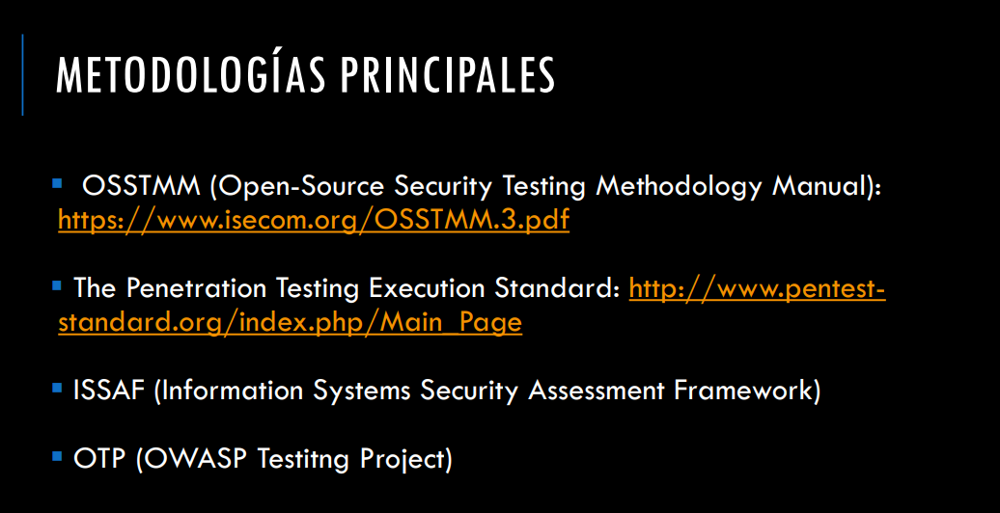 METODOLOGÍAS PRINCIPALES
▪ OSSTMM (Open-Source Security Testing Methodology Manual):
https://www.isecom.org/OSSTMM.3.pdf
▪ The Penetration Testing Execution Standard: http://www.pentest-
standard.org/index.php/Main_Page
▪ ISSAF (Information Systems Security Assessment Framework)
▪ OTP (OWASP Testitng Project)